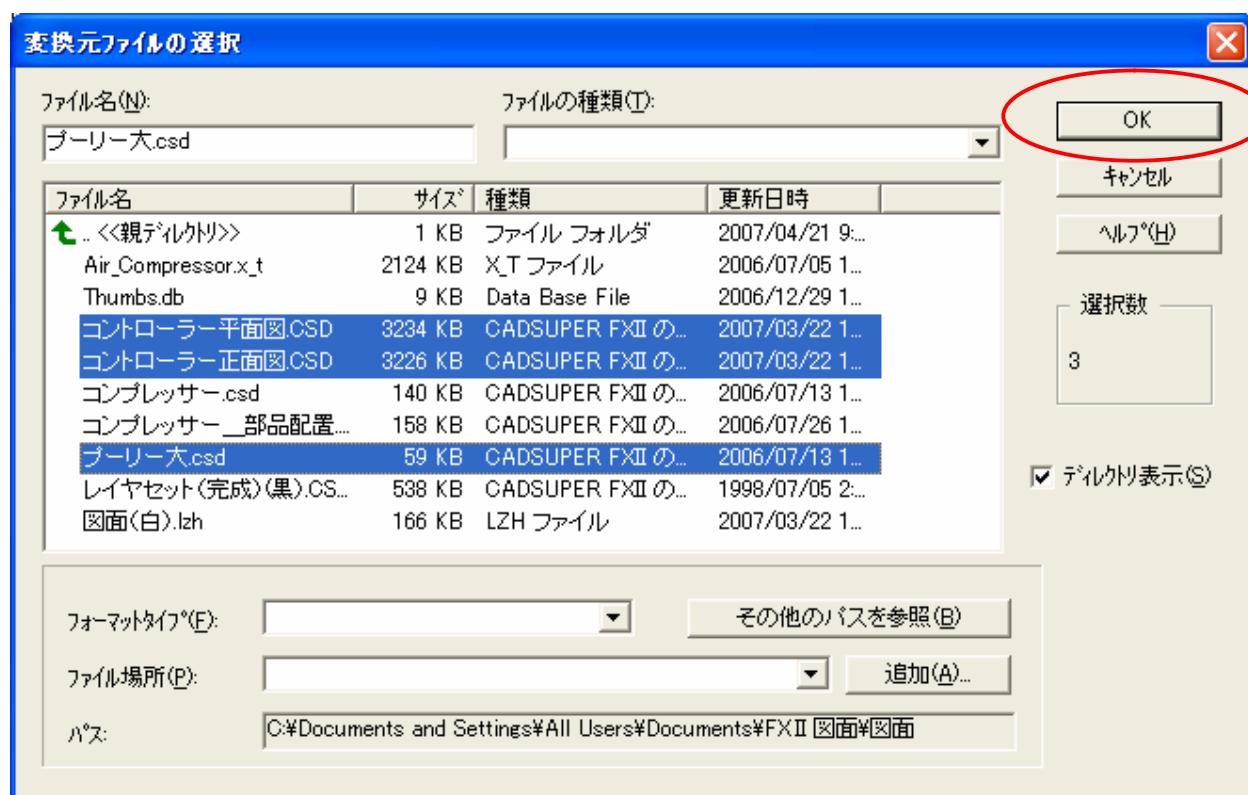 変換元ファイルの選択
ファイル名(N): ファイルの種類(T):
プーリー大.csd
OK
キャンセル
ヘルプ(H)
ファイル名 サイズ 種類 更新日時
.. <<親ディレクトリ>> 1 KB ファイル フォルダ 2007/04/21 9:...
Air_Compressor.x_t 2124 KB X_T ファイル 2006/07/05 1...
Thumbs.db 9 KB Data Base File 2006/12/29 1...
コントローラー平面図.CSD 3234 KB CADSUPER FXⅡ の... 2007/03/22 1...
コントローラー正面図.CSD 3226 KB CADSUPER FXⅡ の... 2007/03/22 1...
コンプレッサー.csd 140 KB CADSUPER FXⅡ の... 2006/07/13 1...
コンプレッサー__部品配置... 158 KB CADSUPER FXⅡ の... 2006/07/26 1...
プーリー大.csd 59 KB CADSUPER FXⅡ の... 2006/07/13 1...
レイヤセット(完成)(黒).CS... 538 KB CADSUPER FXⅡ の... 1998/07/05 2:...
図面(白).lzh 166 KB LZH ファイル 2007/03/22 1...
選択数
3
ディレクトリ表示(S)
フォーマットタイプ(F): その他のパスを参照(B)
ファイル場所(P): 追加(A)...
パス: C:¥Documents and Settings¥All Users¥Documents¥FXⅡ 図面¥図面